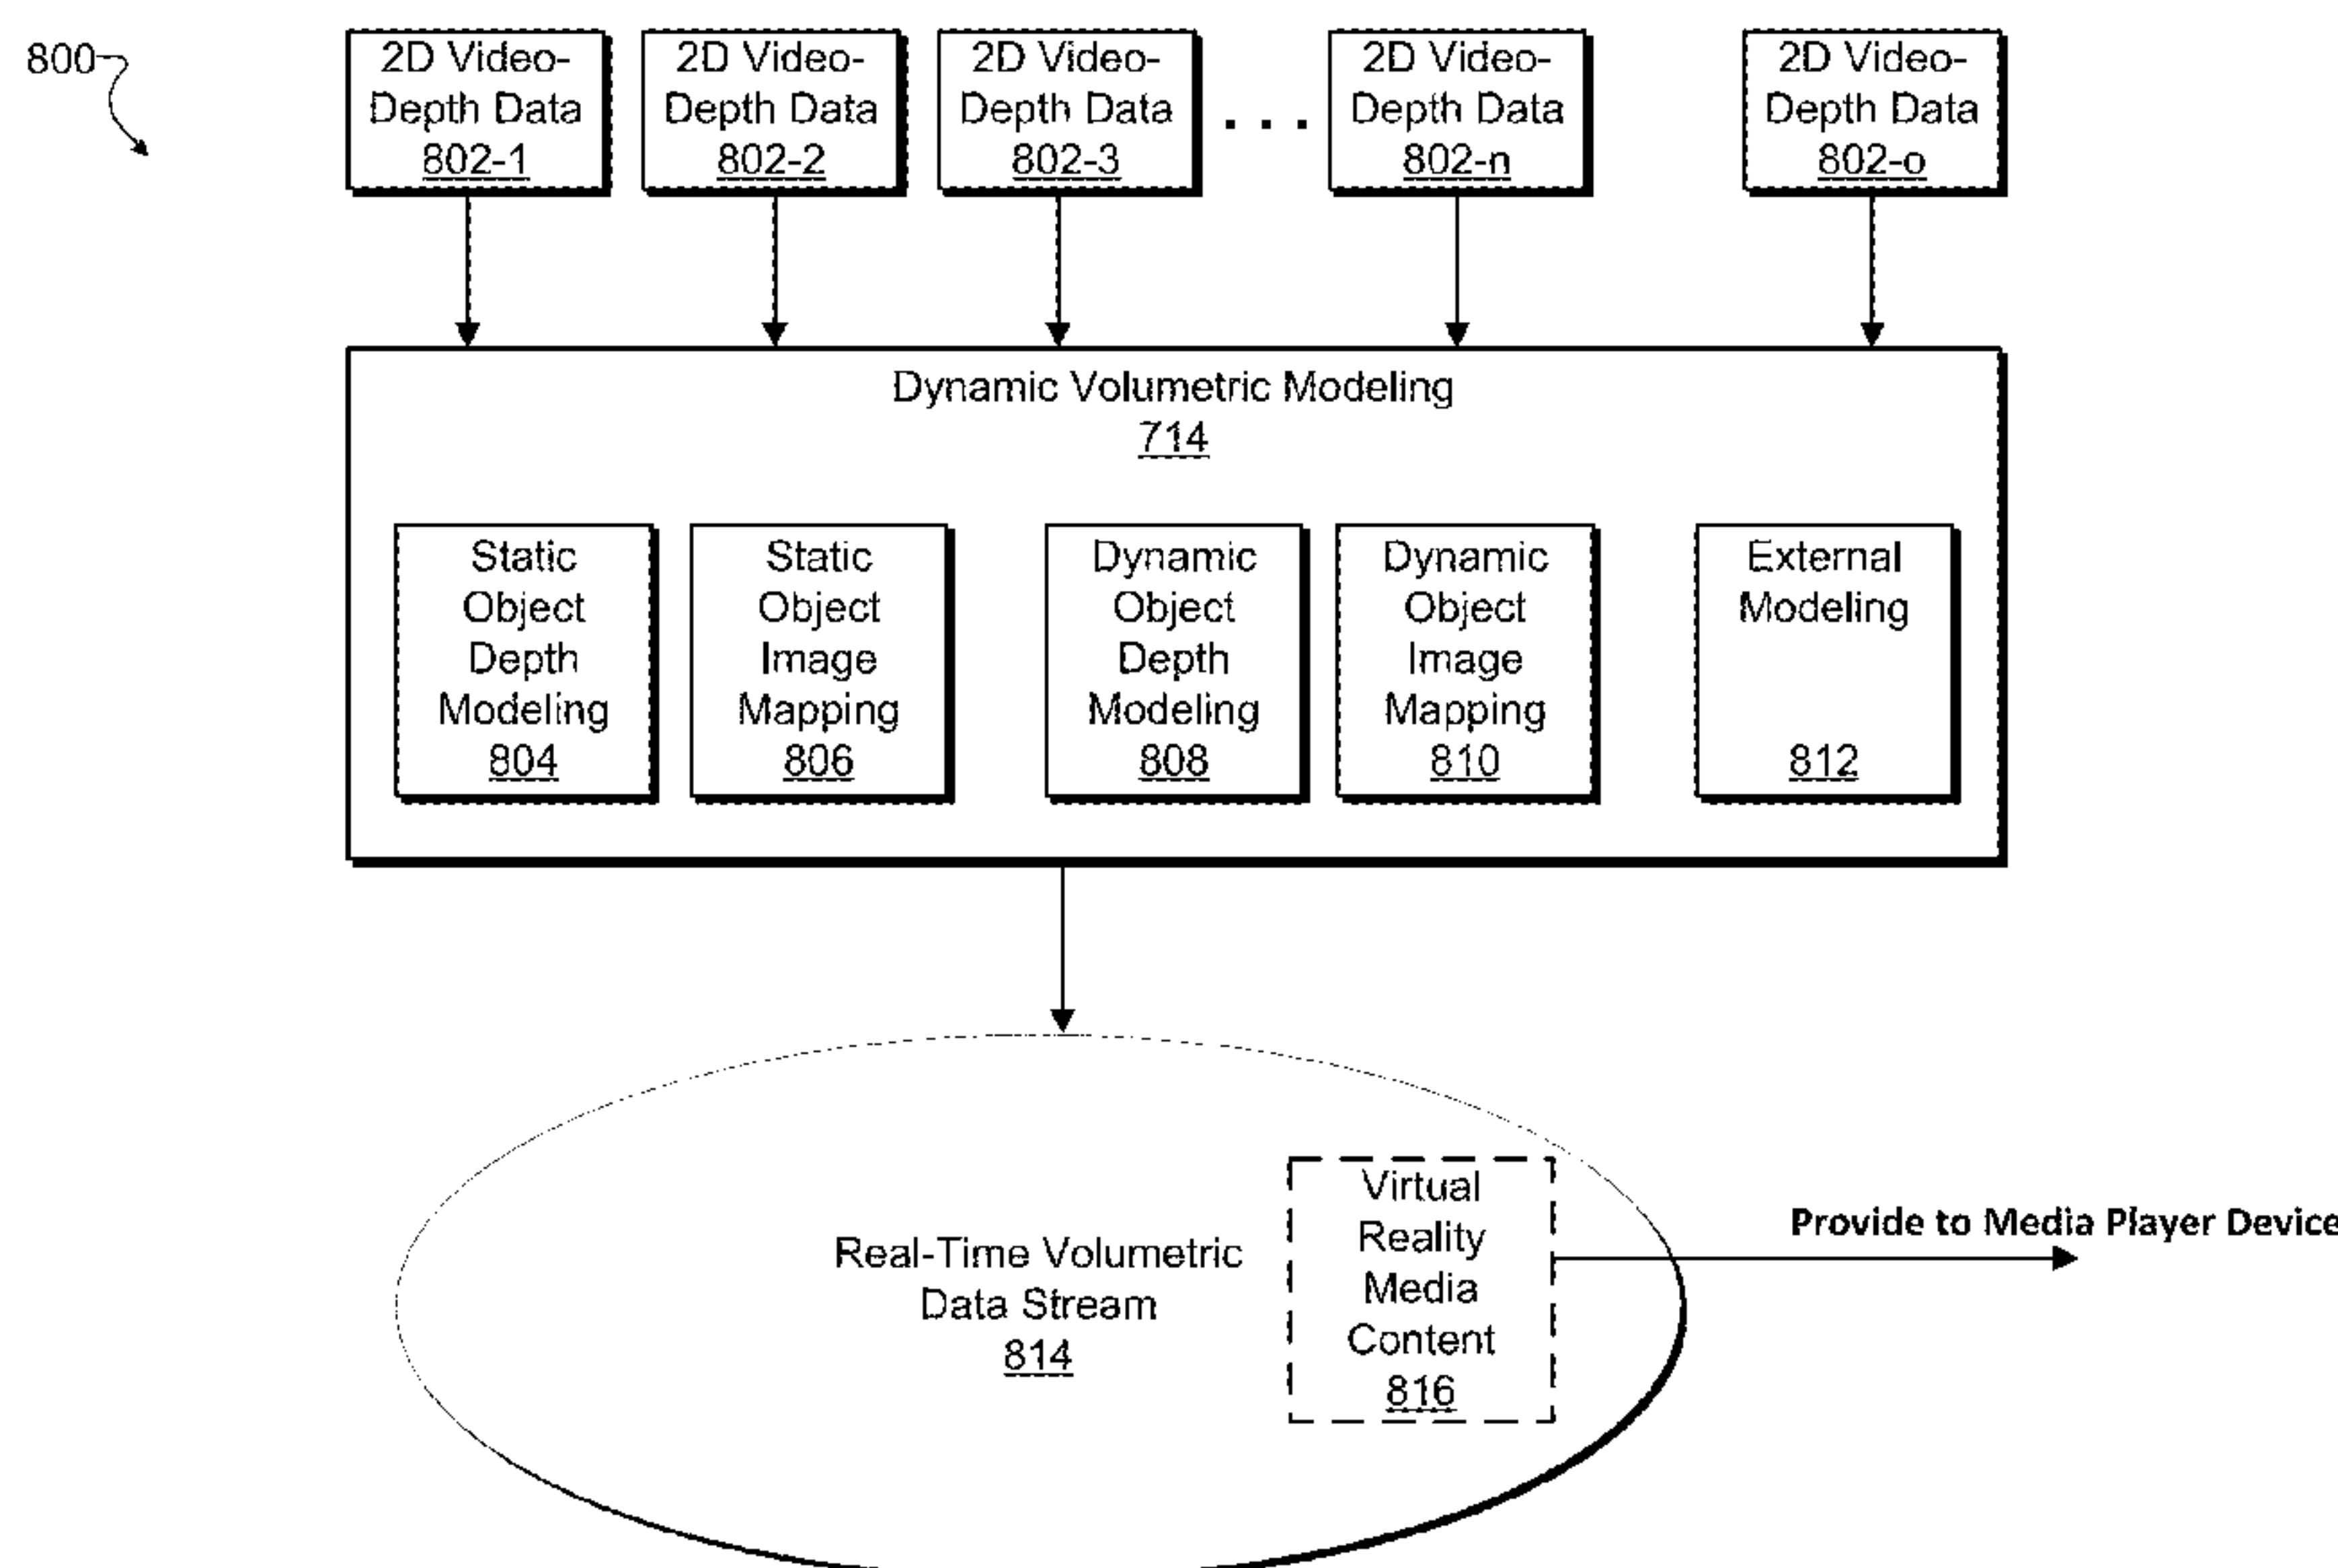 800
2D Video-
Depth Data
802-1
2D Video-
Depth Data
802-2
2D Video-
Depth Data
802-3
. . .
2D Video-
Depth Data
802-n
2D Video-
Depth Data
802-o
Dynamic Volumetric Modeling
714
Static
Object
Depth
Modeling
804
Static
Object
Image
Mapping
806
Dynamic
Object
Depth
Modeling
808
Dynamic
Object
Image
Mapping
810
External
Modeling
812
Real-Time Volumetric
Data Stream
814
Virtual
Reality
Media
Content
816
Provide to Media Player Device